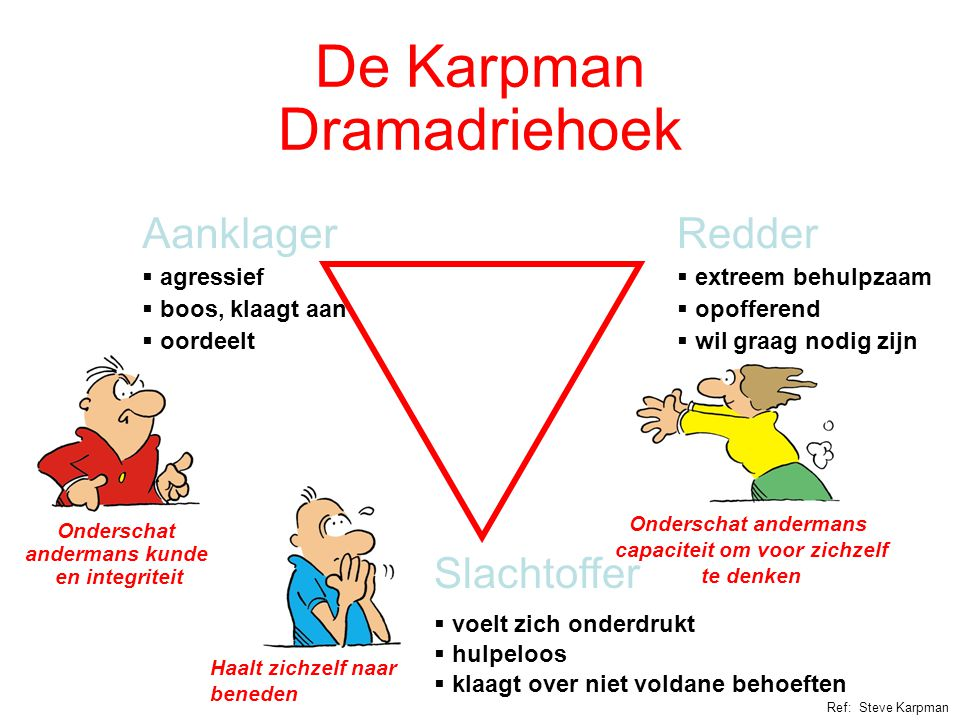 De Karpman
Dramadriehoek
Aanklager
▪ agressief
▪ boos, klaagt aan
▪ oordeelt
Onderschat
andermans kunde
en integriteit
Redder
▪ extreem behulpzaam
▪ opofferend
▪ wil graag nodig zijn
Onderschat andermans
capaciteit om voor zichzelf
te denken
Slachtoffer
▪ voelt zich onderdrukt
▪ hulpeloos
▪ klaagt over niet voldane behoeften
Haalt zichzelf naar
beneden
Ref: Steve Karpman